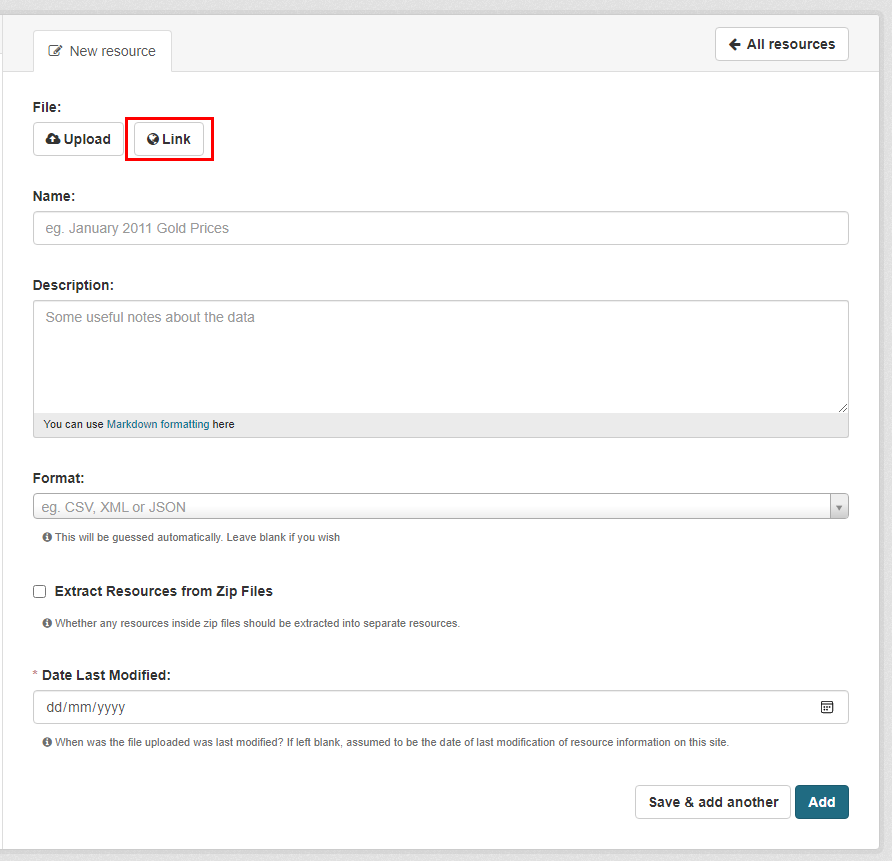 New resource
All resources
File:
Upload
Link
Name:
eg. January 2011 Gold Prices
Description:
Some useful notes about the data
You can use Markdown formatting here
Format:
eg. CSV, XML or JSON
This will be guessed automatically. Leave blank if you wish
Extract Resources from Zip Files
Whether any resources inside zip files should be extracted into separate resources.
* Date Last Modified:
dd/mm/yyyy
When was the file uploaded was last modified? If left blank, assumed to be the date of last modification of resource information on this site.
Save & add another
Add